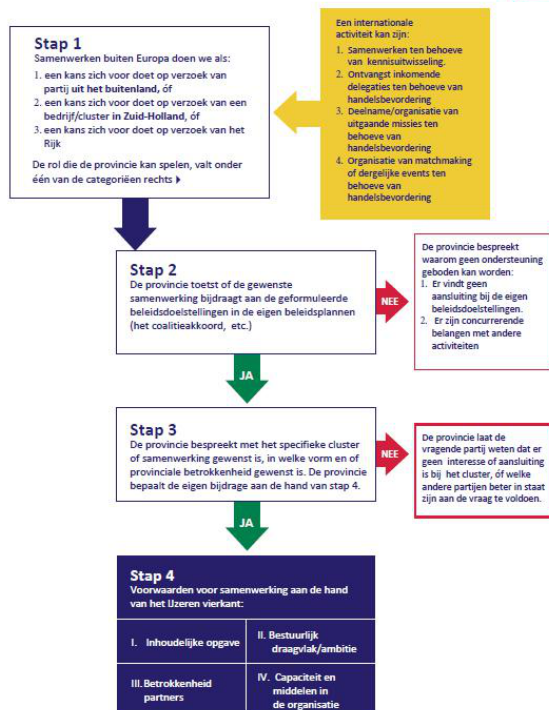 Stap 1
Samenwerken buiten Europa doen we als:
1. een kans zich voor doet op verzoek van
partij uit het buitenland, óf
2. een kans zich voor doet op verzoek van een
bedrijf/cluster in Zuid-Holland, óf
3. een kans zich voor doet op verzoek van het
Rijk
De rol die de provincie kan spelen, valt onder
één van de categorieën rechts
Een internationale
activiteit kan zijn:
1. Samenwerken ten behoeve
van kennisuitwisseling.
2. Ontvangst inkomende
delegaties ten behoeve van
handelsbevordering
3. Deelname/organisatie van
uitgaande missies ten
behoeve van
handelsbevordering
4. Organisatie van matchmaking
of dergelijke events ten
behoeve van
handelsbevordering
Stap 2
De provincie toetst of de gewenste
samenwerking bijdraagt aan de geformuleerde
beleidsdoelstellingen in de eigen beleidsplannen
(het coalitieakkoord, etc.)
NEE
De provincie bespreekt
waarom geen ondersteuning
geboden kan worden:
1. Er vindt geen
aansluiting bij de eigen
beleidsdoelstellingen.
2. Er zijn concurrerende
belangen met andere
activiteiten
JA
Stap 3
De provincie bespreekt met het specifieke cluster
of samenwerking gewenst is, in welke vorm en of
provinciale betrokkenheid gewenst is. De provincie
bepaalt de eigen bijdrage aan de hand van stap 4.
NEE
De provincie laat de
vragende partij weten dat er
geen interesse of aansluiting
is bij het cluster, óf welke
andere partijen beter in staat
zijn aan de vraag te voldoen.
JA
Stap 4
Voorwaarden voor samenwerking aan de hand
van het IJzeren vierkant:
I. Inhoudelijke opgave
II. Bestuurlijk
draagvlak/ambitie
III. Betrokkenheid
partners
IV. Capaciteit en
middelen in
de organisatie